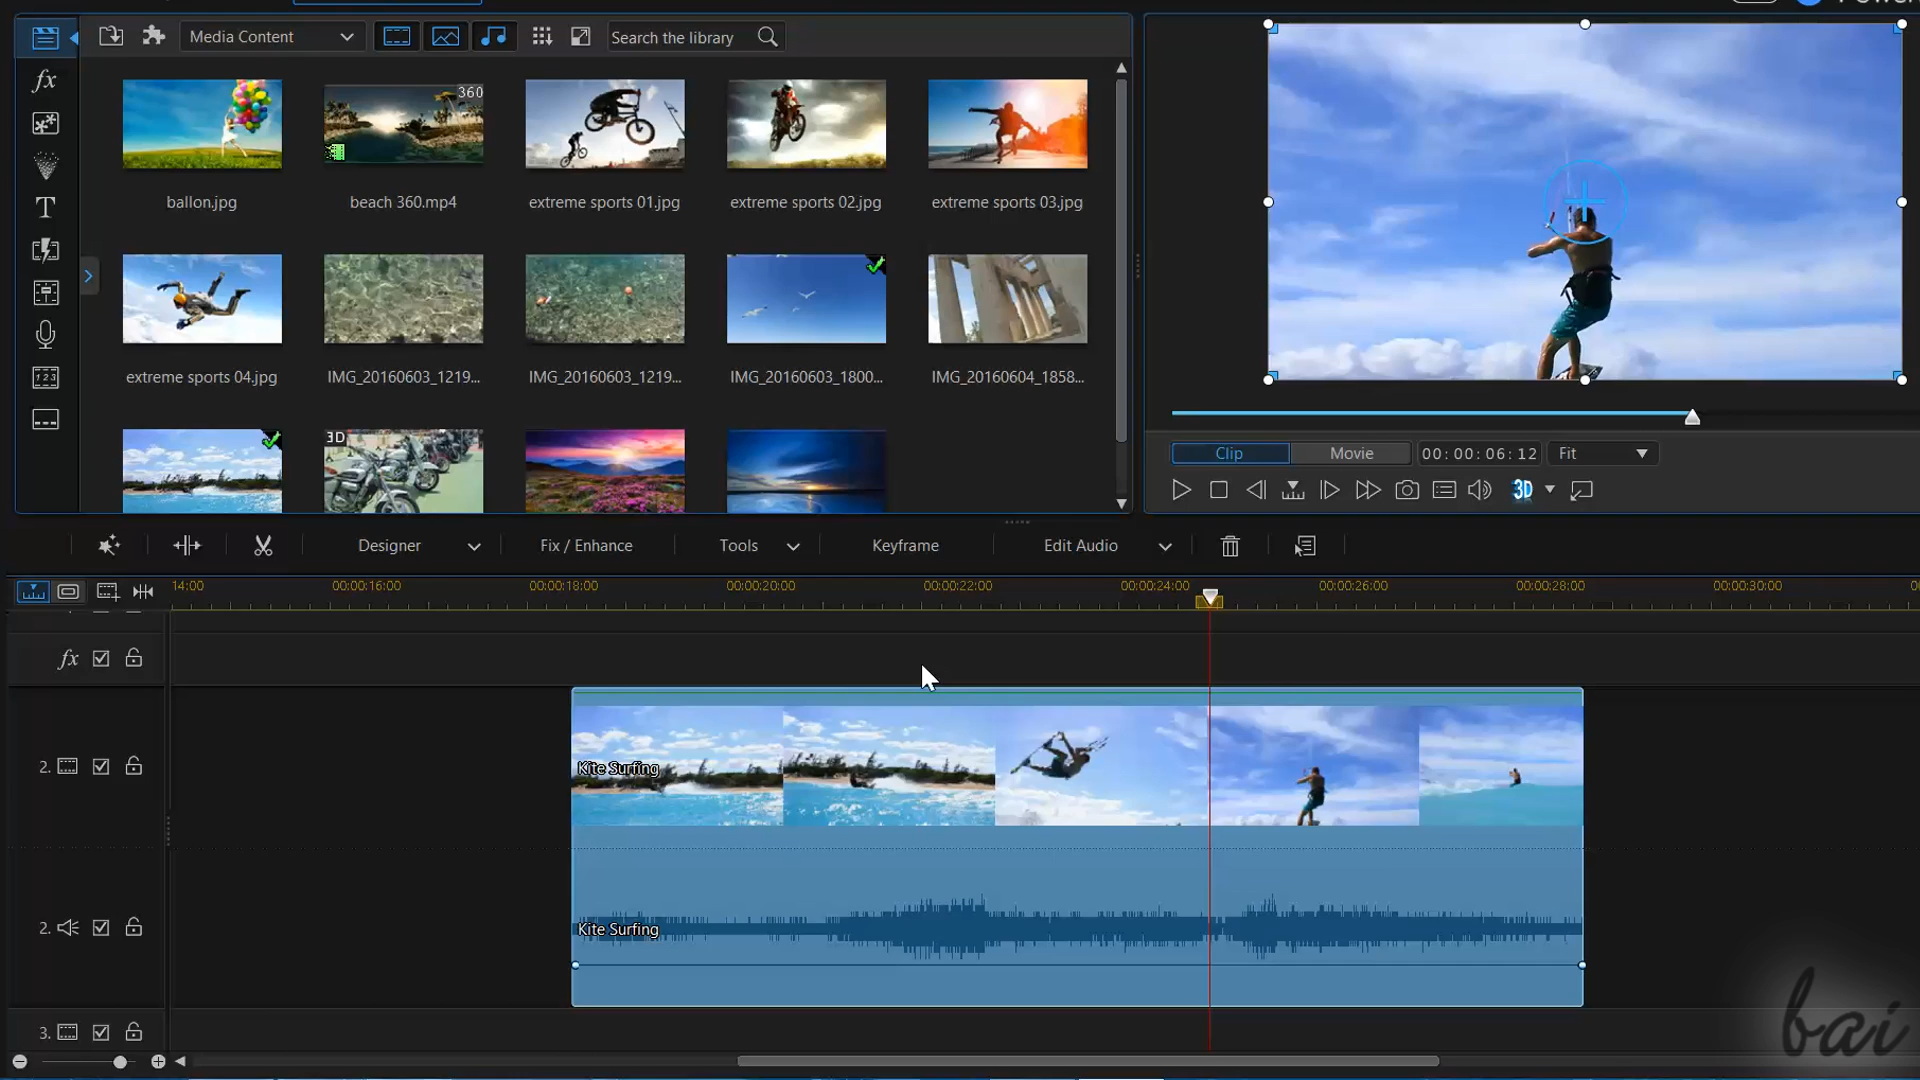 Media Content
Search the library
360
ballon.jpg
beach 360.mp4
extreme sports 01.jpg
extreme sports 02.jpg
extreme sports 03.jpg
extreme sports 04.jpg
IMG_20160603_1219...
IMG_20160603_1219...
IMG_20160603_1800...
IMG_20160604_1858...
3D
fx
T
123
Clip
Movie
00:00:06:12
Fit
3D
Designer
Fix / Enhance
Tools
Keyframe
Edit Audio
14:00
00:00:16:00
00:00:18:00
00:00:20:00
00:00:22:00
00:00:24:00
00:00:26:00
00:00:28:00
00:00:30:00
fx
2.
Kite Surfing
2.
Kite Surfing
3.
bai